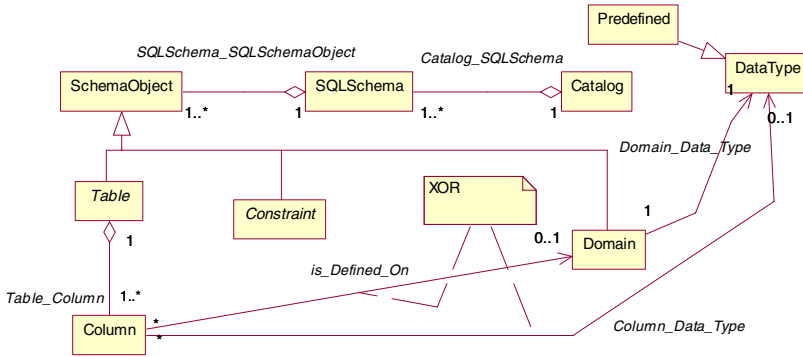 Predefined
SQLSchema_SQLSchemaObject
Catalog_SQLSchema
SchemaObject
SQLSchema
Catalog
DataType
1..*
1
1..*
1
1
0..1
Domain_Data_Type
Table
Constraint
XOR
1
0..1
1
Domain
is_Defined_On
Table_Column
1..*
Column
*
*
Column_Data_Type